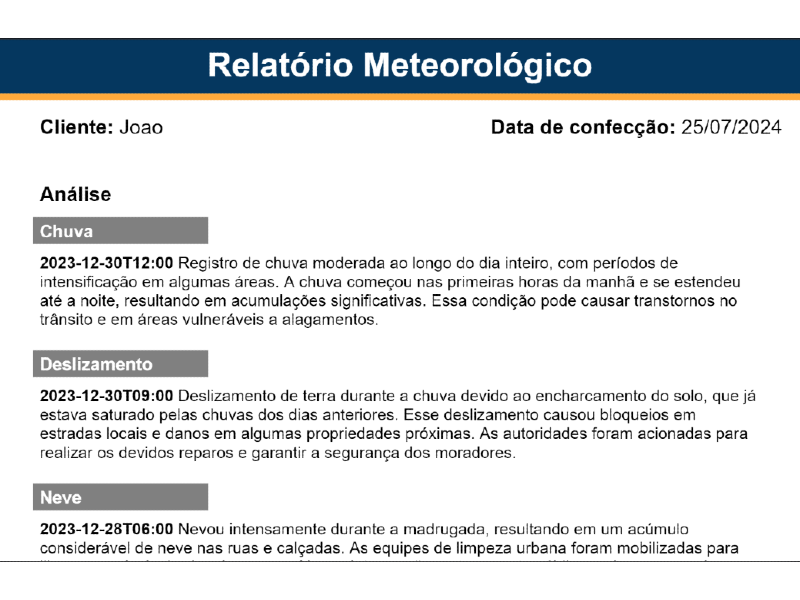 Relatório Meteorológico
Cliente: Joao
Data de confecção: 25/07/2024
Análise
Chuva
2023-12-30T12:00 Registro de chuva moderada ao longo do dia inteiro, com períodos de
intensificação em algumas áreas. A chuva começou nas primeiras horas da manhã e se estendeu
até a noite, resultando em acumulações significativas. Essa condição pode causar transtornos no
trânsito e em áreas vulneráveis a alagamentos.
Deslizamento
2023-12-30T09:00 Deslizamento de terra durante a chuva devido ao encharcamento do solo, que já
estava saturado pelas chuvas dos dias anteriores. Esse deslizamento causou bloqueios em
estradas locais e danos em algumas propriedades próximas. As autoridades foram acionadas para
realizar os devidos reparos e garantir a segurança dos moradores.
Neve
2023-12-28T06:00 Nevou intensamente durante a madrugada, resultando em um acúmulo
considerável de neve nas ruas e calçadas. As equipes de limpeza urbana foram mobilizadas para